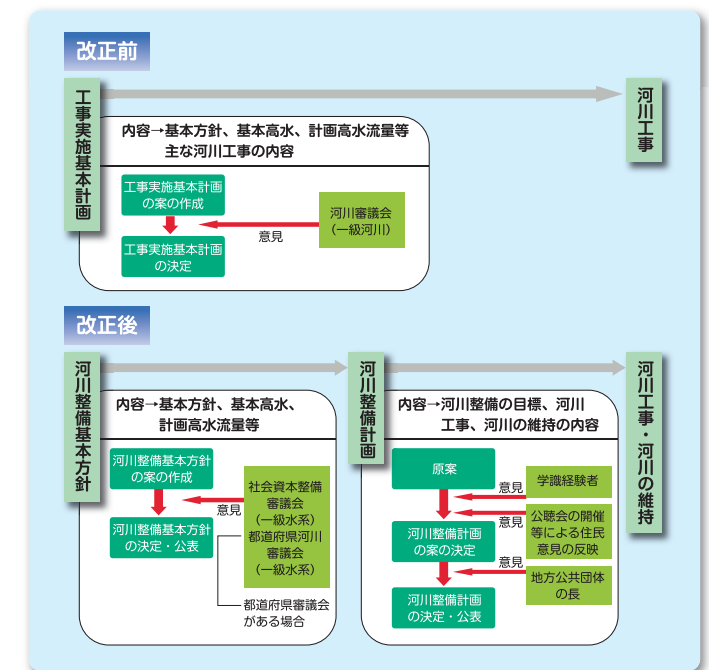 改正前
工事実施基本計画
河川工事
内容→基本方針、基本高水、計画高水流量等
主な河川工事の内容
工事実施基本計画
の案の作成
河川審議会
(一級河川)
意見
工事実施基本計画
の決定
改正後
河川整備基本方針
内容→基本方針、基本高水、
計画高水流量等
河川整備基本方針
の案の作成
社会資本整備
審議会
(一級水系)
都道府県河川
審議会
(一級水系)
意見
河川整備基本方針
の決定・公表
都道府県審議会
がある場合
河川整備計画
内容→河川整備の目標、河川
工事、河川の維持の内容
原案
意見
学識経験者
意見
公聴会の開催
等による住民
意見の反映
河川整備計画
の案の決定
意見
地方公共団体
の長
河川整備計画
の決定・公表
河川工事・河川の維持